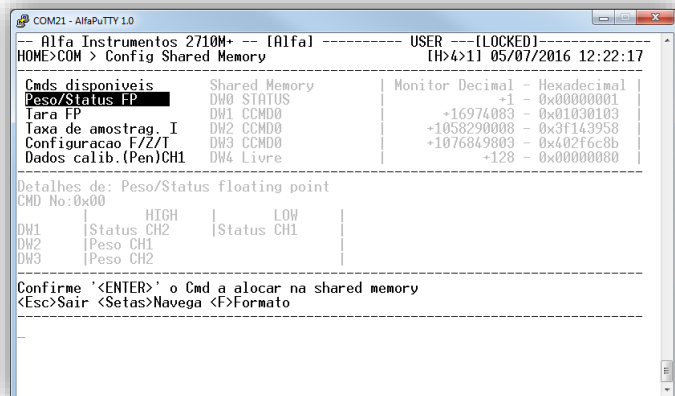 COM21 - AlfaPuTTY 1.0
-- Alfa Instrumentos 2710M+ -- [Alfa] ---------- USER ---[LOCKED]-------------
HOME>COM > Config Shared Memory [H>4>1] 05/07/2016 12:22:17
-------------------------------------------------------------------------------
Cmds disponiveis Shared Memory | Monitor Decimal - Hexadecimal |
Peso/Status FP DW0 STATUS | +1 - 0x00000001 |
Tara FP DW1 CCMD0 | +16974083 - 0x01030103 |
Taxa de amostrag. I DW2 CCMD0 | +1058290008 - 0x3f143958 |
Configuracao F/Z/T DW3 CCMD0 | +1076849803 - 0x402f6c8b |
Dados calib.(Pen)CH1 DW4 Livre | +128 - 0x00000080 |
-------------------------------------------------------------------------------
Detalhes de: Peso/Status floating point
CMD No:0x00
| HIGH | LOW |
DW1 |Status CH2 |Status CH1 |
DW2 |Peso CH1 |
DW3 |Peso CH2 |
-------------------------------------------------------------------------------
Confirme '<ENTER>' o Cmd a alocar na shared memory
<Esc>Sair <Setas>Navega <F>Formato
-------------------------------------------------------------------------------
_